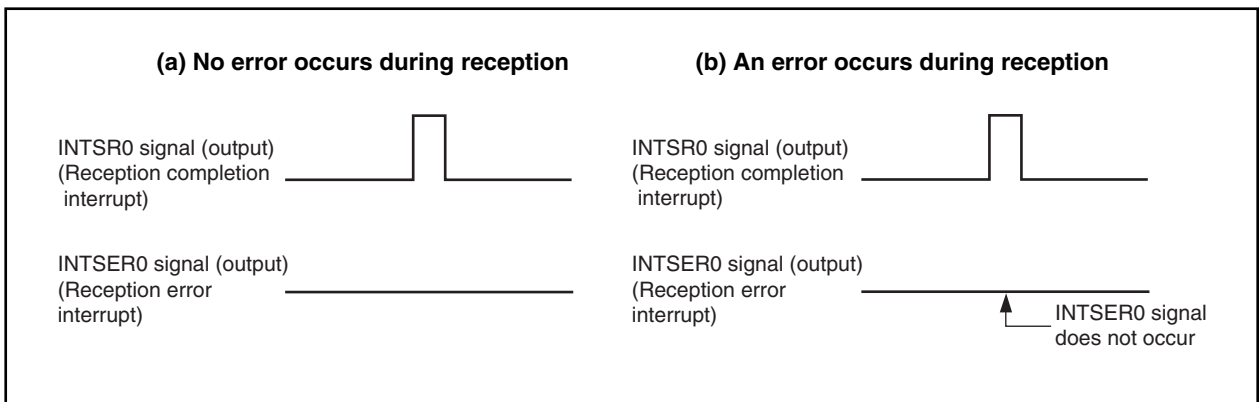 (a) No error occurs during reception
INTSR0 signal (output)
(Reception completion
interrupt)
INTSER0 signal (output)
(Reception error
interrupt)
(b) An error occurs during reception
INTSR0 signal (output)
(Reception completion
interrupt)
INTSER0 signal (output)
(Reception error
interrupt)
INTSER0 signal
does not occur